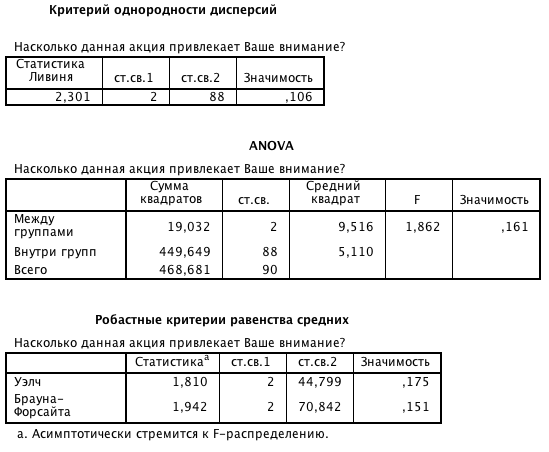 Критерий однородности дисперсий
Насколько данная акция привлекает Ваше внимание?
Статистика Ливиня ст.св.1 ст.св.2 Значимость
2,301 2 88 ,106
ANOVA
Насколько данная акция привлекает Ваше внимание?
Сумма квадратов ст.св. Средний квадрат F Значимость
Между группами 19,032 2 9,516 1,862 ,161
Внутри групп 449,649 88 5,110
Всего 468,681 90
Робастные критерии равенства средних
Насколько данная акция привлекает Ваше внимание?
Статистикаa ст.св.1 ст.св.2 Значимость
Уэлч 1,810 2 44,799 ,175
Брауна-Форсайта 1,942 2 70,842 ,151
a. Асимптотически стремится к F-распределению.